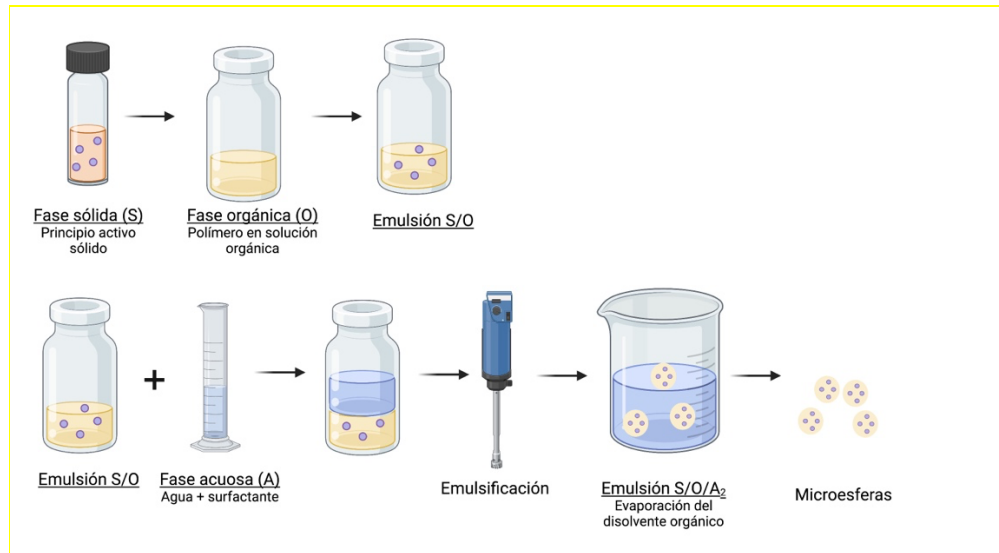 Fase sólida (S)
Principio activo
sólido
Fase orgánica (O)
Polímero en solución
orgánica
Emulsión S/O
Emulsión S/O
+
Fase acuosa (A)
Agua + surfactante
Emulsificación
Emulsión S/O/A₂
Evaporación del
disolvente orgánico
Microesferas